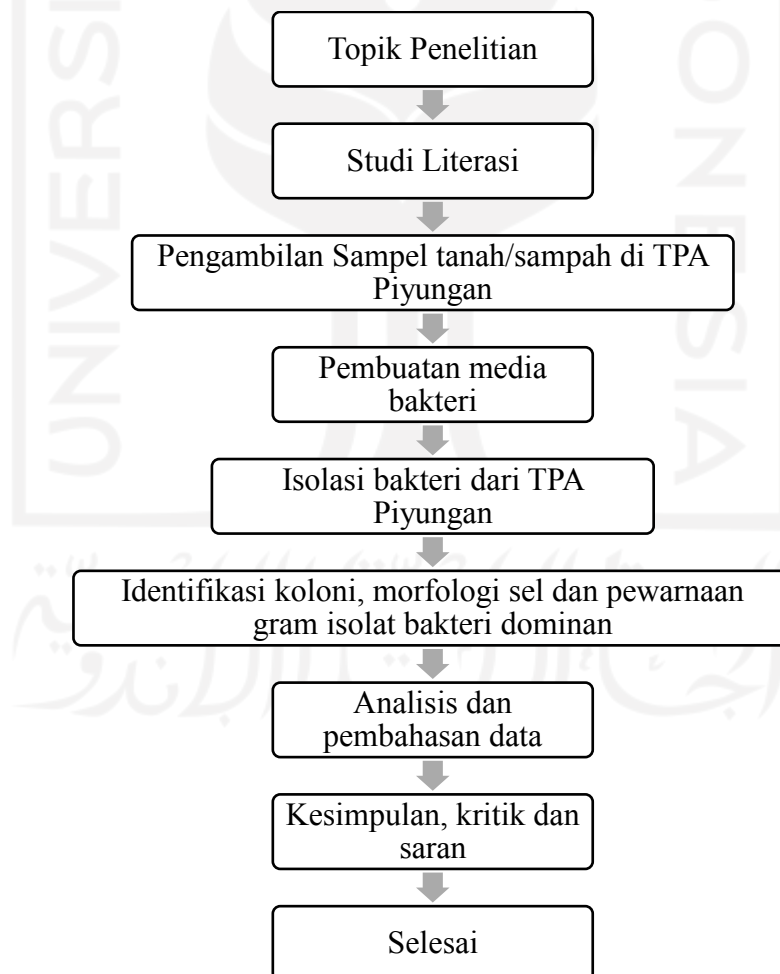 Topik Penelitian
Studi Literasi
Pengambilan Sampel tanah/sampah di TPA
Piyungan
Pembuatan media
bakteri
Isolasi bakteri dari TPA
Piyungan
Identifikasi koloni, morfologi sel dan pewarnaan
gram isolat bakteri dominan
Analisis dan
pembahasan data
Kesimpulan, kritik dan
saran
Selesai